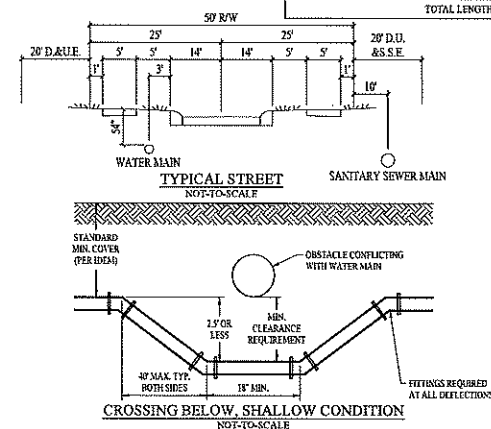 TOTAL LENGTH
50' R/W
25' 25'
20' D.&U.E. 5' 5' 14' 14' 5' 5' 20' D.U.
&S.S.E.
1' 3' 1' 10'
54"
WATER MAIN
SANITARY SEWER MAIN
TYPICAL STREET
NOT-TO-SCALE
STANDARD
MIN. COVER
(PER IDEM)
OBSTACLE CONFLICTING
WITH WATER MAIN
2.5' OR
LESS
MIN.
CLEARANCE
REQUIREMENT
40' MAX. TYP.
BOTH SIDES
18" MIN.
FITTINGS REQUIRED
AT ALL DEFLECTIONS
CROSSING BELOW, SHALLOW CONDITION
NOT-TO-SCALE